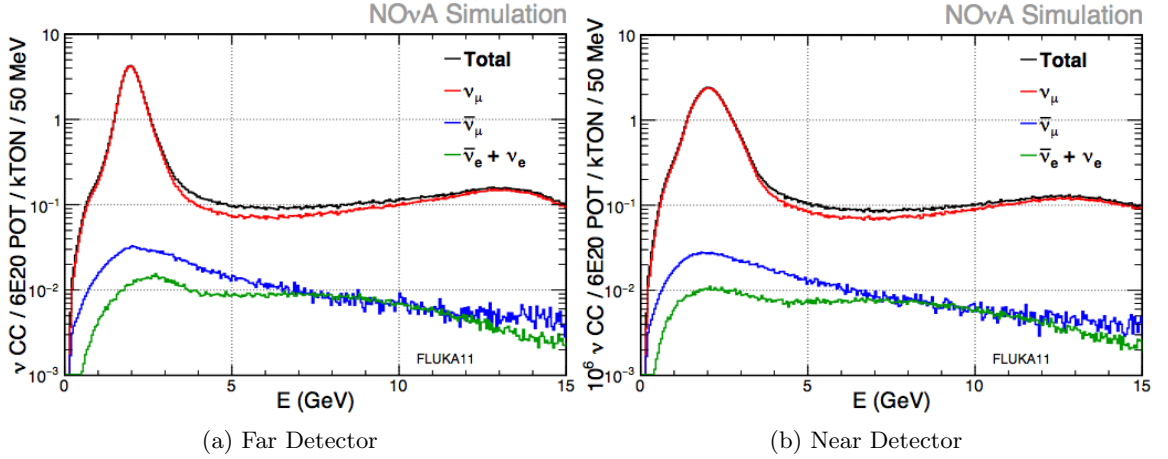 NOνA Simulation
10
1
10⁻¹
10⁻²
10⁻³
0
5
10
15
ν CC / 6E20 POT / kTON / 50 MeV
E (GeV)
Total
ν_μ
ν̅_μ
ν̅_e + ν_e
FLUKA11
(a) Far Detector
NOνA Simulation
10
1
10⁻¹
10⁻²
10⁻³
0
5
10
15
10⁶ ν CC / 6E20 POT / kTON / 50 MeV
E (GeV)
Total
ν_μ
ν̅_μ
ν̅_e + ν_e
FLUKA11
(b) Near Detector